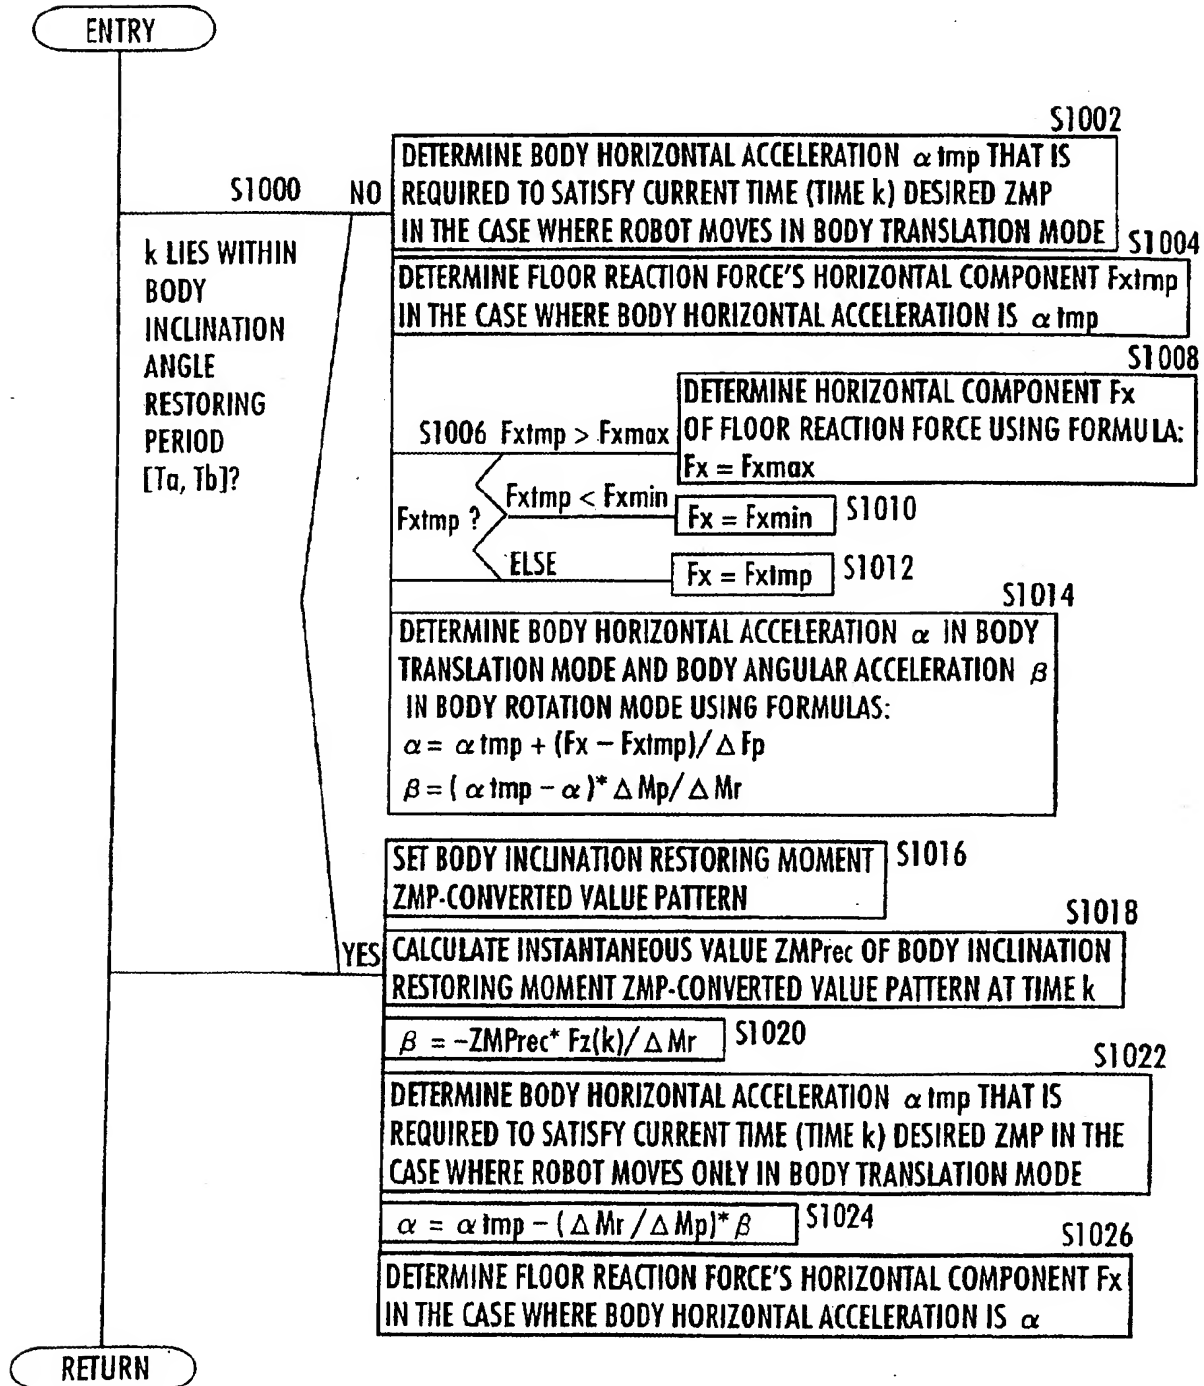 ENTRY
S1002
DETERMINE BODY HORIZONTAL ACCELERATION α tmp THAT IS
REQUIRED TO SATISFY CURRENT TIME (TIME k) DESIRED ZMP
IN THE CASE WHERE ROBOT MOVES IN BODY TRANSLATION MODE
S1000
NO
k LIES WITHIN
BODY
INCLINATION
ANGLE
RESTORING
PERIOD
[Ta, Tb]?
S1004
DETERMINE FLOOR REACTION FORCE'S HORIZONTAL COMPONENT Fxtmp
IN THE CASE WHERE BODY HORIZONTAL ACCELERATION IS α tmp
S1008
DETERMINE HORIZONTAL COMPONENT Fx
OF FLOOR REACTION FORCE USING FORMULA:
Fx = Fxmax
S1006 Fxtmp > Fxmax
Fxtmp ?
Fxtmp < Fxmin
Fx = Fxmin
S1010
ELSE
Fx = Fxtmp
S1012
S1014
DETERMINE BODY HORIZONTAL ACCELERATION α IN BODY
TRANSLATION MODE AND BODY ANGULAR ACCELERATION β
IN BODY ROTATION MODE USING FORMULAS:
α = α tmp + (Fx − Fxtmp)/ Δ Fp
β = ( α tmp − α )* Δ Mp/ Δ Mr
SET BODY INCLINATION RESTORING MOMENT
ZMP-CONVERTED VALUE PATTERN
S1016
S1018
YES
CALCULATE INSTANTANEOUS VALUE ZMPrec OF BODY INCLINATION
RESTORING MOMENT ZMP-CONVERTED VALUE PATTERN AT TIME k
β = −ZMPrec* Fz(k)/ Δ Mr
S1020
S1022
DETERMINE BODY HORIZONTAL ACCELERATION α tmp THAT IS
REQUIRED TO SATISFY CURRENT TIME (TIME k) DESIRED ZMP IN THE
CASE WHERE ROBOT MOVES ONLY IN BODY TRANSLATION MODE
α = α tmp − ( Δ Mr / Δ Mp)* β
S1024
S1026
DETERMINE FLOOR REACTION FORCE'S HORIZONTAL COMPONENT Fx
IN THE CASE WHERE BODY HORIZONTAL ACCELERATION IS α
RETURN